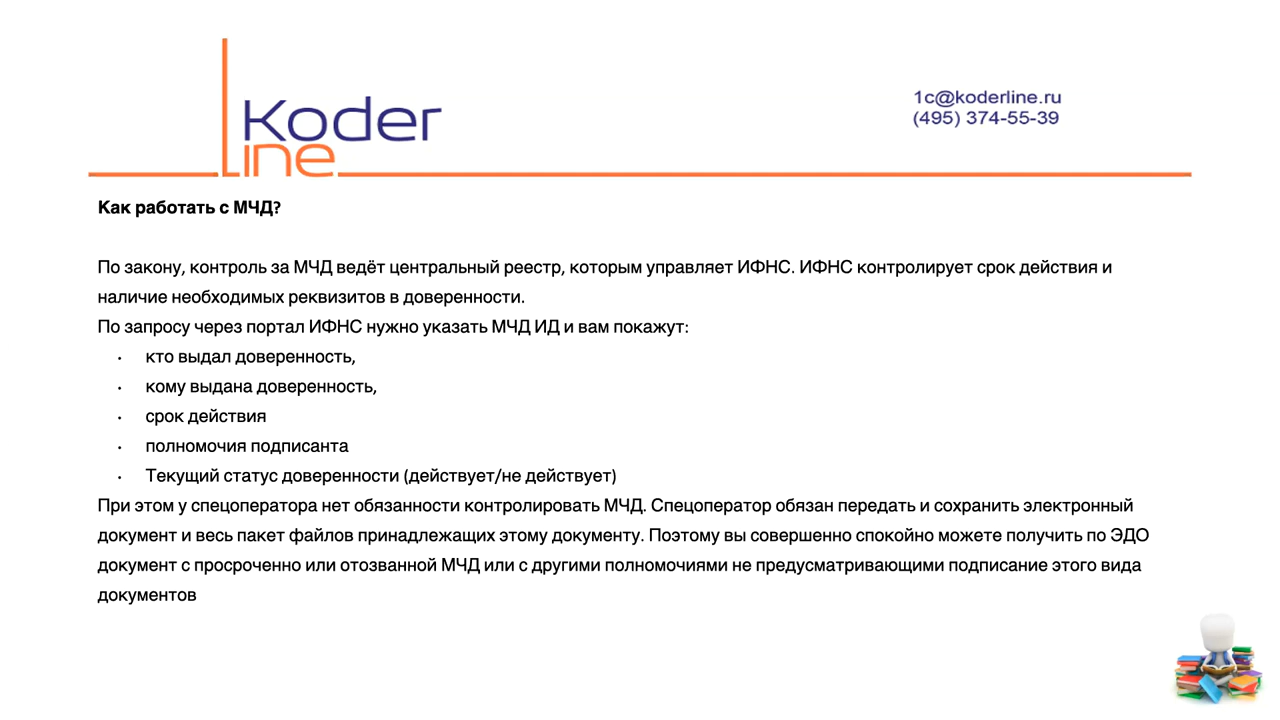 Koder
Line
1c@koderline.ru
(495) 374-55-39
Как работать с МЧД?
По закону, контроль за МЧД ведёт центральный реестр, которым управляет ИФНС. ИФНС контролирует срок действия и
наличие необходимых реквизитов в доверенности.
По запросу через портал ИФНС нужно указать МЧД ИД и вам покажут:
• кто выдал доверенность,
• кому выдана доверенность,
• срок действия
• полномочия подписанта
• Текущий статус доверенности (действует/не действует)
При этом у спецоператора нет обязанности контролировать МЧД. Спецоператор обязан передать и сохранить электронный
документ и весь пакет файлов принадлежащих этому документу. Поэтому вы совершенно спокойно можете получить по ЭДО
документ с просроченно или отозванной МЧД или с другими полномочиями не предусматривающими подписание этого вида
документов